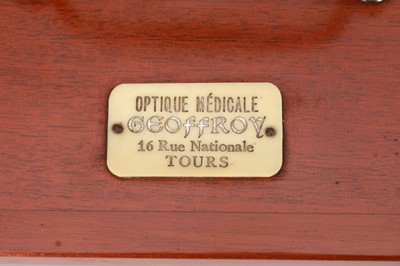 OPTIQUE MÉDICALE
GEOffROY
16 Rue Nationale
TOURS